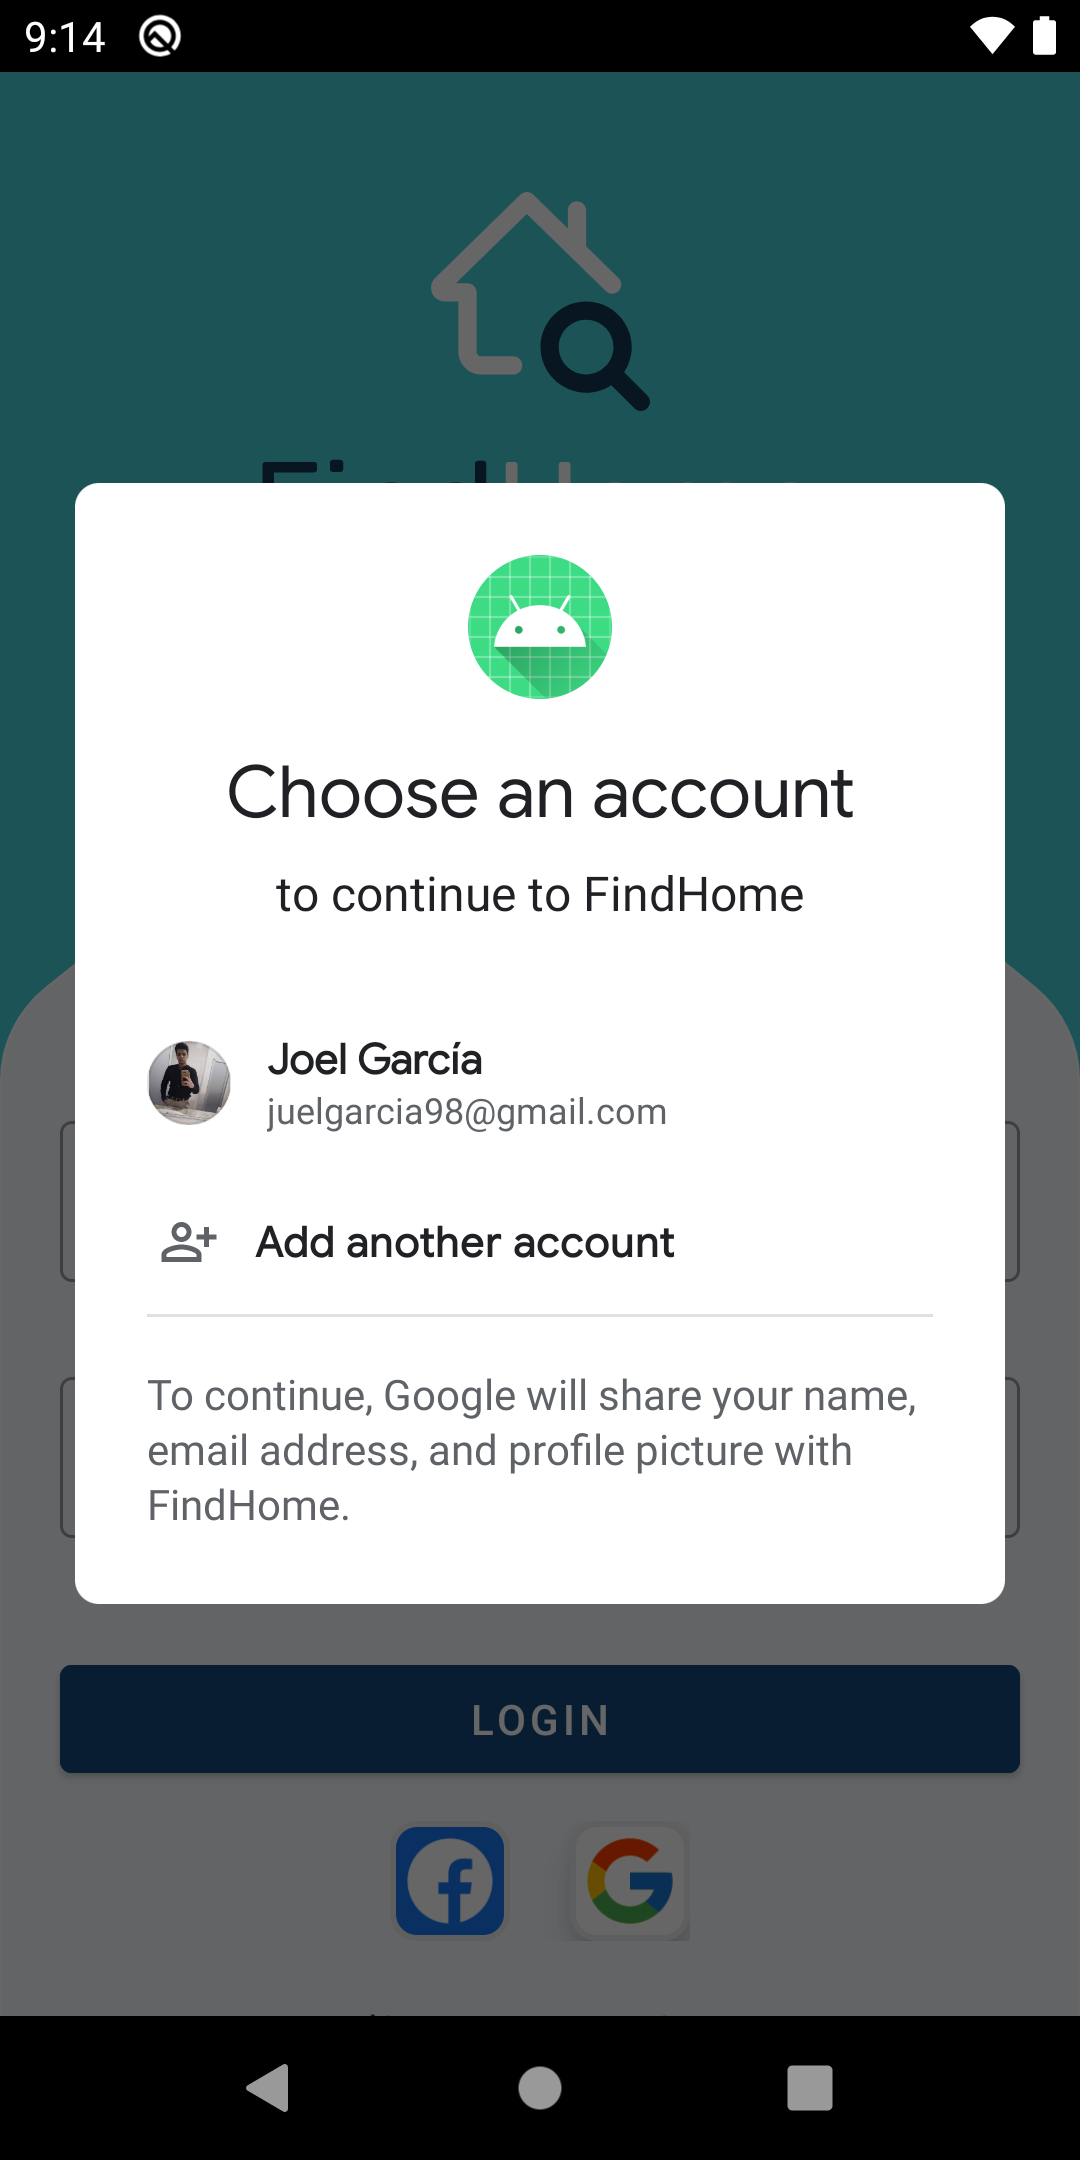 9:14
Choose an account
to continue to FindHome
Joel García
juelgarcia98@gmail.com
Add another account
To continue, Google will share your name,
email address, and profile picture with
FindHome.
LOGIN